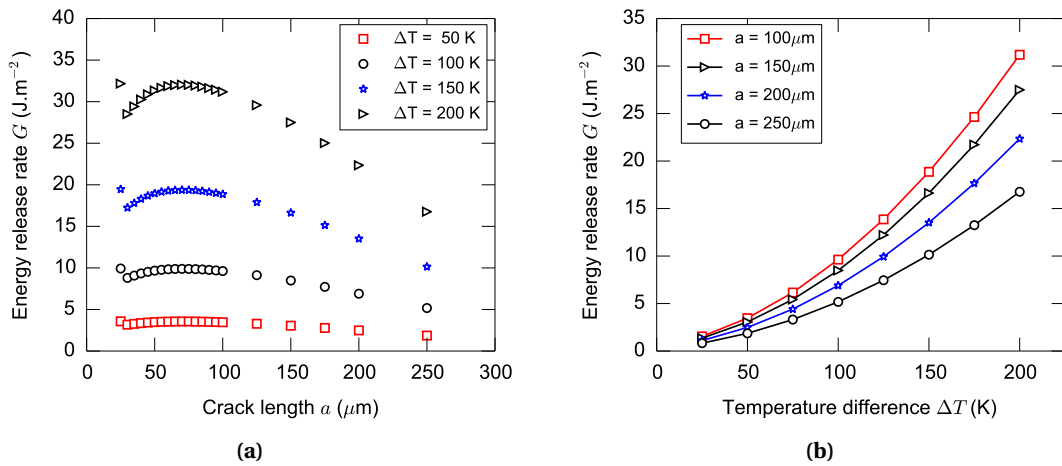 40
35
30
25
20
15
10
5
0
Energy release rate G (J.m⁻²)
ΔT = 50 K
ΔT = 100 K
ΔT = 150 K
ΔT = 200 K
0 50 100 150 200 250 300
Crack length a (μm)
(a)
35
30
25
20
15
10
5
0
Energy release rate G (J.m⁻²)
a = 100μm
a = 150μm
a = 200μm
a = 250μm
0 50 100 150 200
Temperature difference ΔT (K)
(b)